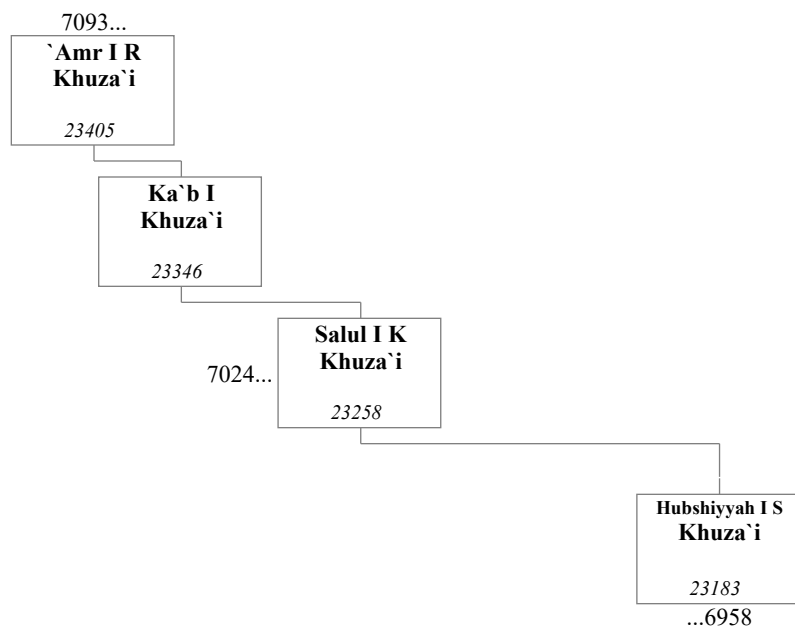 7093...
`Amr I R
Khuza`i
23405
Ka`b I
Khuza`i
23346
Salul I K
Khuza`i
7024...
23258
Hubshiyyah I S
Khuza`i
23183
...6958